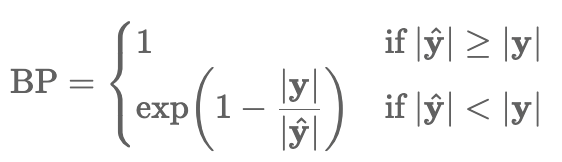 BP = { 1 if |ŷ| ≥ |y|
exp(1 − |y|/|ŷ|) if |ŷ| < |y|